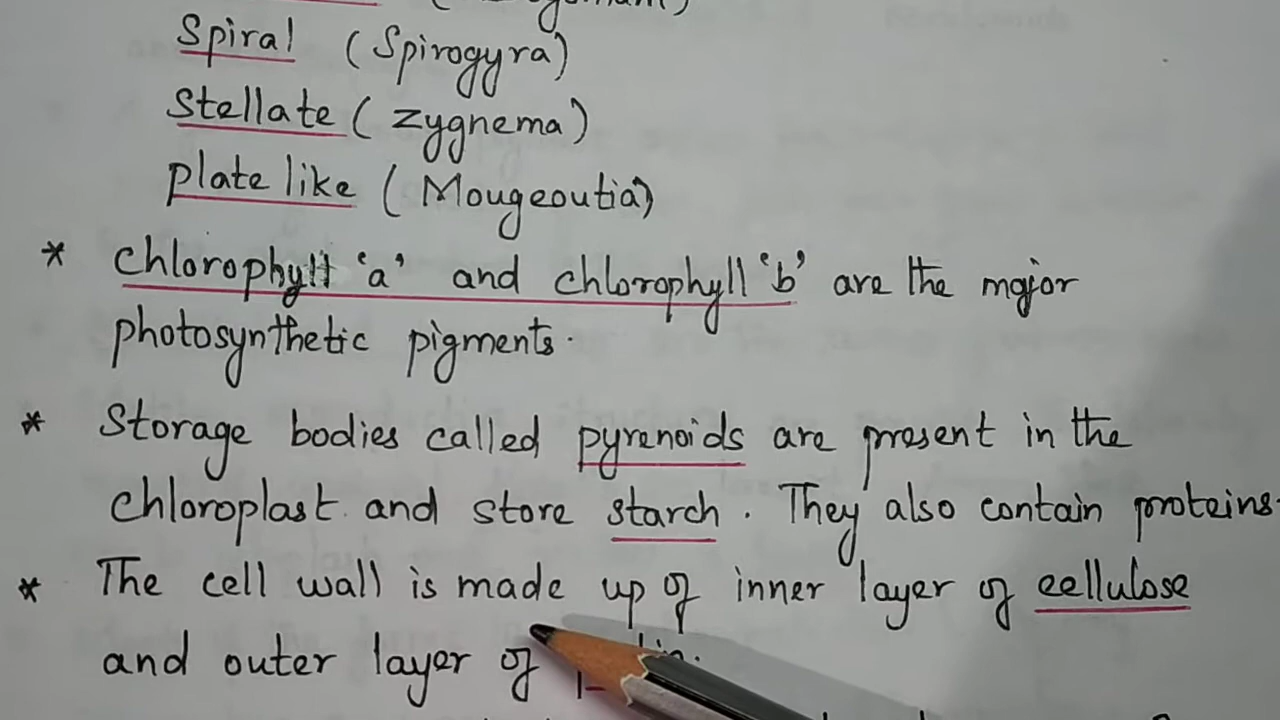 Spiral (Spirogyra)
Stellate (Zygnema)
Plate like (Mougeoutia)
* Chlorophyll 'a' and chlorophyll 'b' are the major
photosynthetic pigments.
* Storage bodies called pyrenoids are present in the
chloroplast and store starch. They also contain proteins.
* The cell wall is made up of inner layer of cellulose
and outer layer of